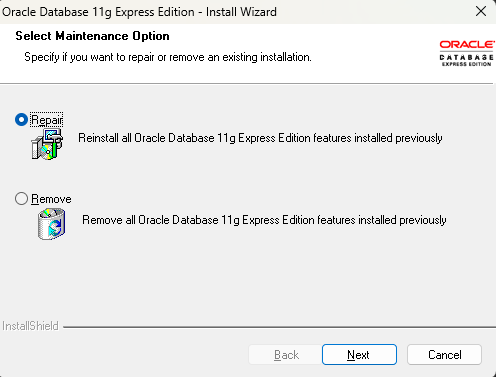 Oracle Database 11g Express Edition - Install Wizard
Select Maintenance Option
Specify if you want to repair or remove an existing installation.
ORACLE
DATABASE
EXPRESS EDITION
Repair
Reinstall all Oracle Database 11g Express Edition features installed previously
Remove
Remove all Oracle Database 11g Express Edition features installed previously
InstallShield
Back
Next
Cancel